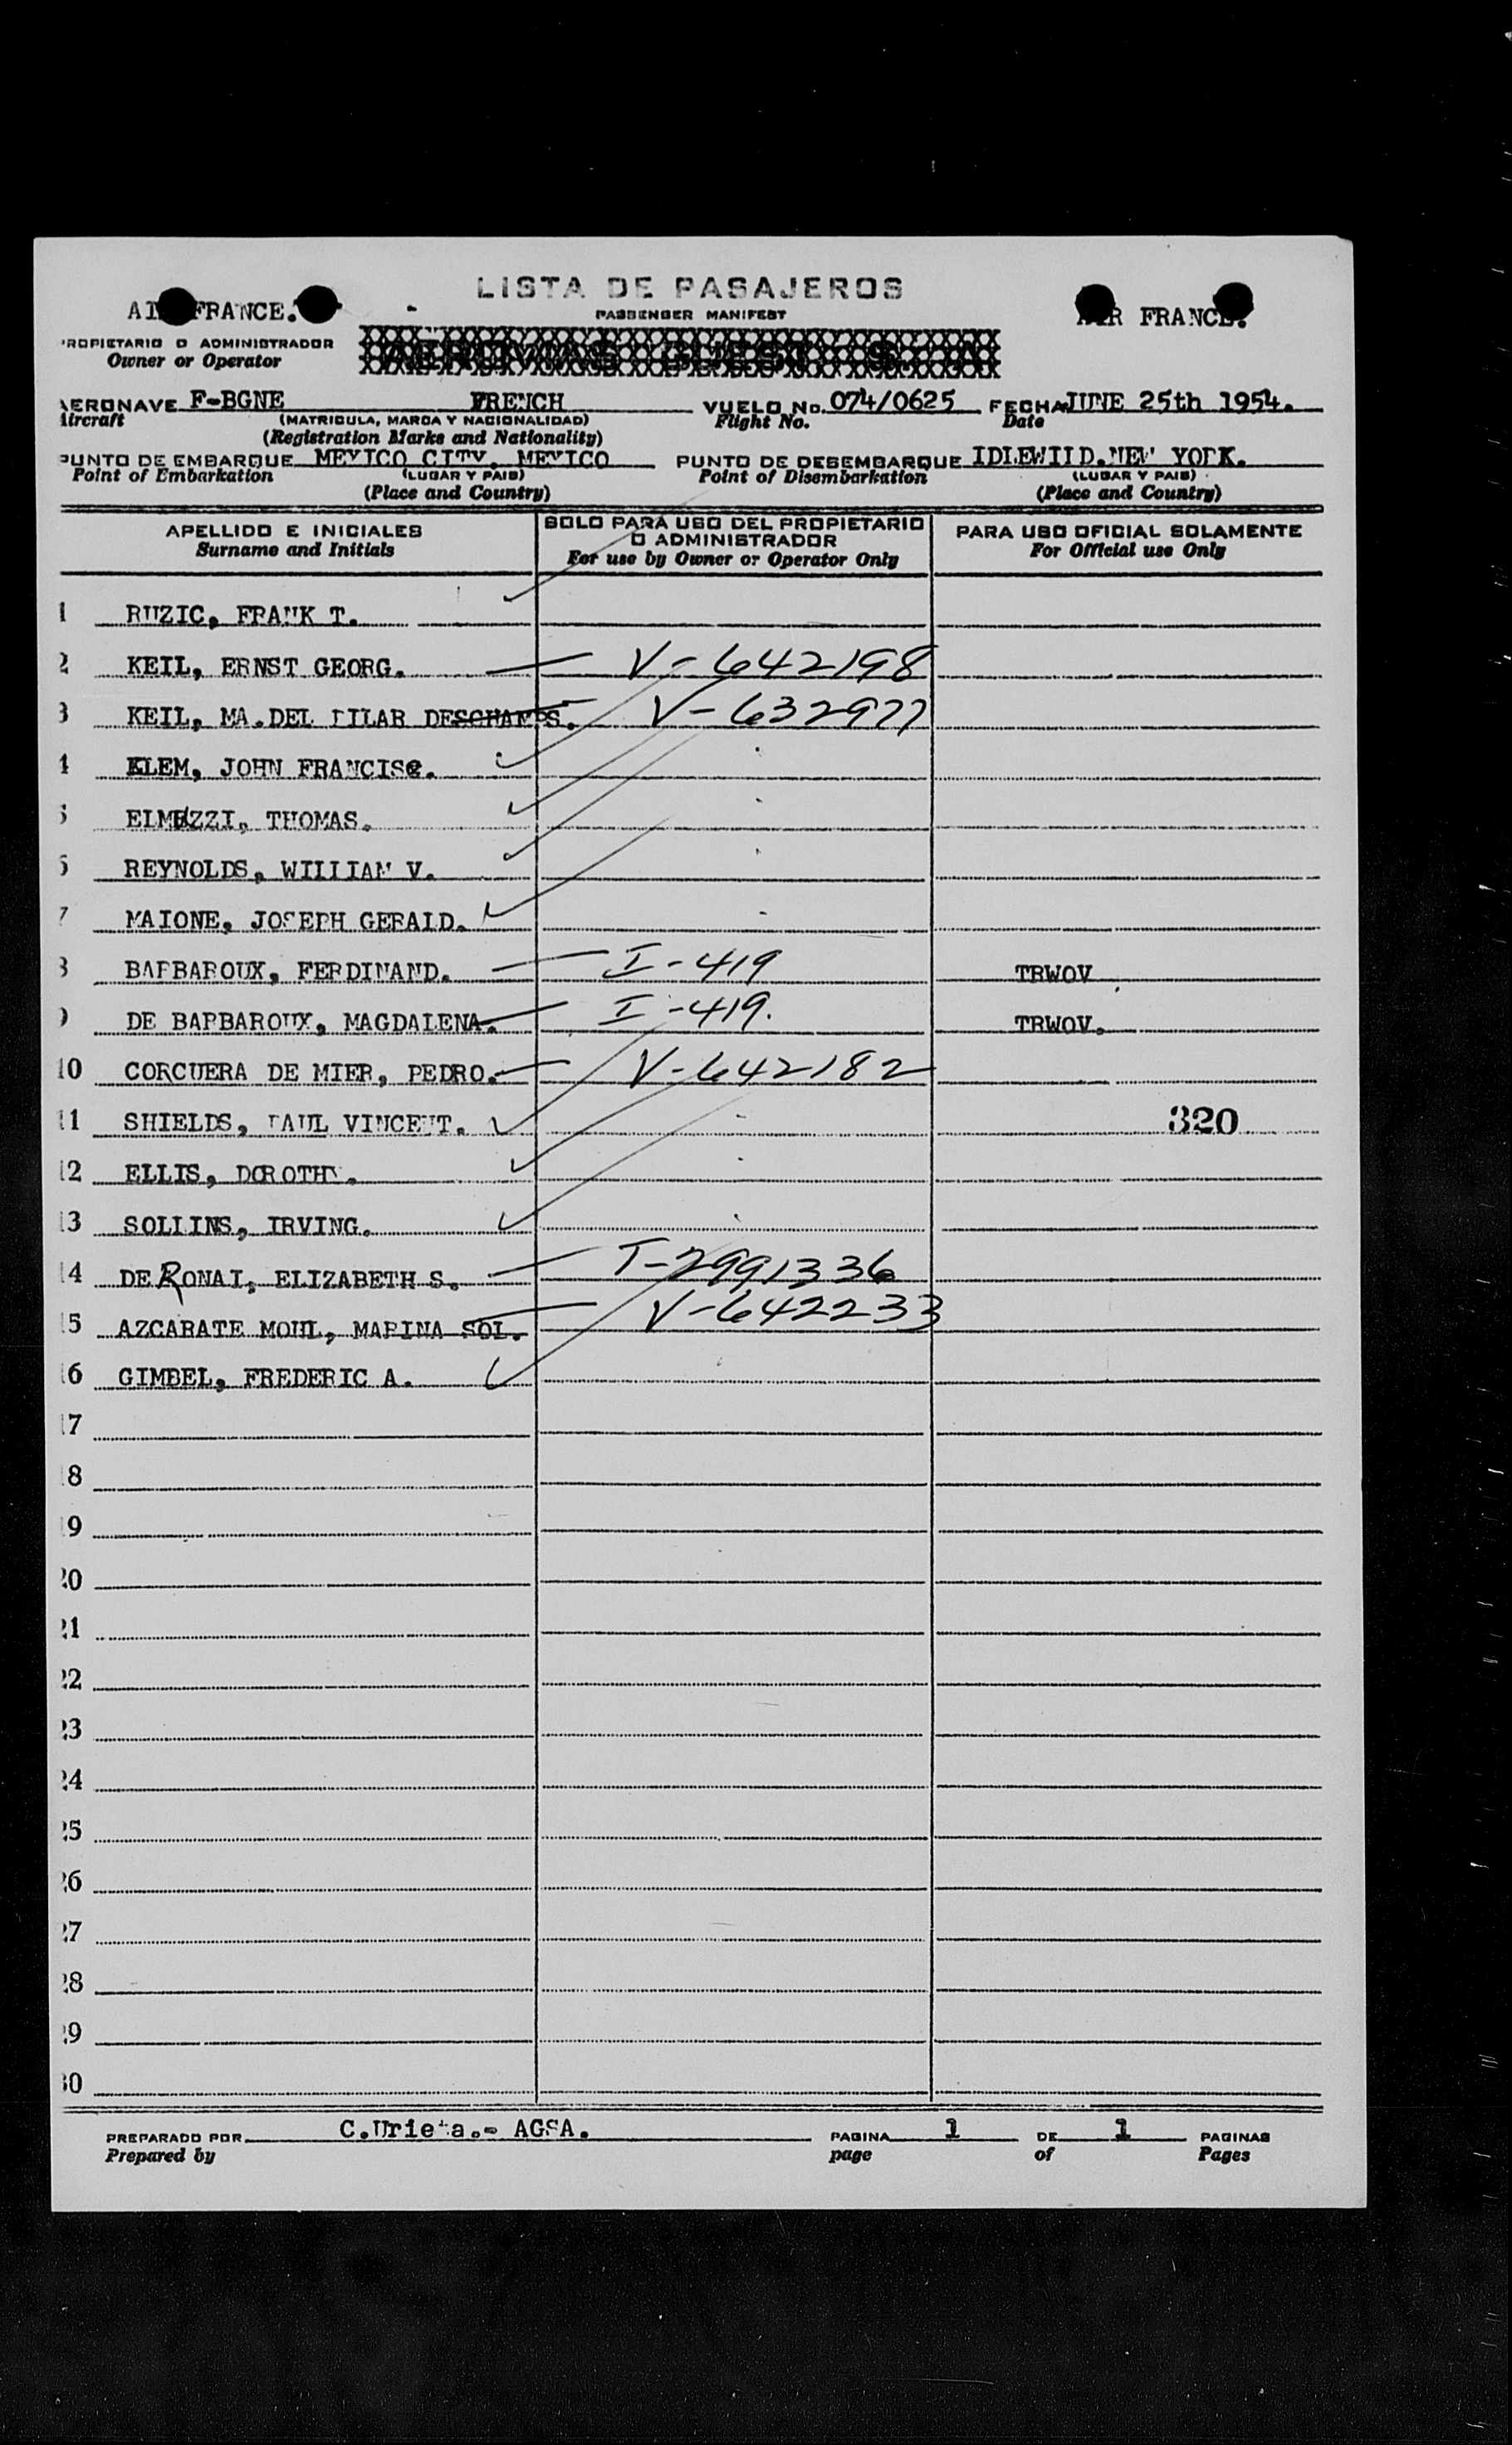 LISTA DE PASAJEROS
PASSENGER MANIFEST
AIR FRANCE.
AIR FRANCE.
PROPIETARIO O ADMINISTRADOR
Owner or Operator
AEROVIAS GUEST S. A.
AERONAVE F-BGNE FRENCH VUELO No. 074/0625 FECHA JUNE 25th 1954.
Aircraft (MATRICULA, MARCA Y NACIONALIDAD) Flight No. Date
(Registration Marks and Nationality)
PUNTO DE EMBARQUE MEXICO CITY, MEXICO PUNTO DE DESEMBARQUE IDLEWILD.NEW YORK.
Point of Embarkation (LUGAR Y PAIS) Point of Disembarkation (LUGAR Y PAIS)
(Place and Country) (Place and Country)
APELLIDO E INICIALES SOLO PARA USO DEL PROPIETARIO O ADMINISTRADOR PARA USO OFICIAL SOLAMENTE
Surname and Initials For use by Owner or Operator Only For Official use Only
1 RUZIC, FRANK T.
2 KEIL, ERNST GEORG. V-642198
3 KEIL, MA.DEL PILAR DESCHAMPS. V-632977
4 KLEM, JOHN FRANCISC.
5 ELMEZZI, THOMAS.
6 REYNOLDS, WILLIAM V.
7 MAIONE, JOSEPH GERALD.
8 BARBAROUX, FERDINAND. I-419 TRWOV
9 DE BARBAROUX, MAGDALENA. I-419. TRWOV.
10 CORCUERA DE MIER, PEDRO. V-642182
11 SHIELDS, PAUL VINCENT. 320
12 ELLIS, DOROTHY.
13 SOLLINS, IRVING.
14 DE RONAI, ELIZABETH S. T-2991336
15 AZCARATE MOHL, MARINA SOL. V-642233
16 GIMBEL, FREDERIC A.
17
18
19
20
21
22
23
24
25
26
27
28
29
30
PREPARADO POR C.Urieta.- AGSA. PAGINA 1 DE 1 PAGINAS
Prepared by page of Pages